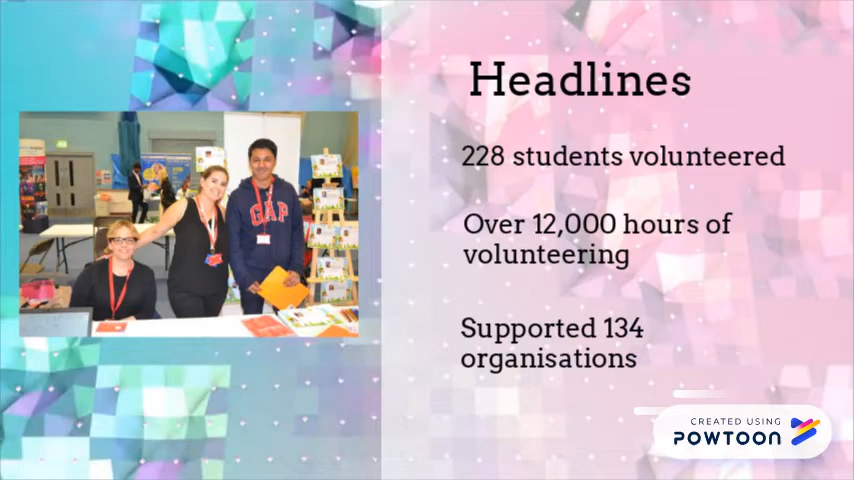 Headlines
228 students volunteered
Over 12,000 hours of
volunteering
Supported 134
organisations
GAP
CREATED USING
POWTOON